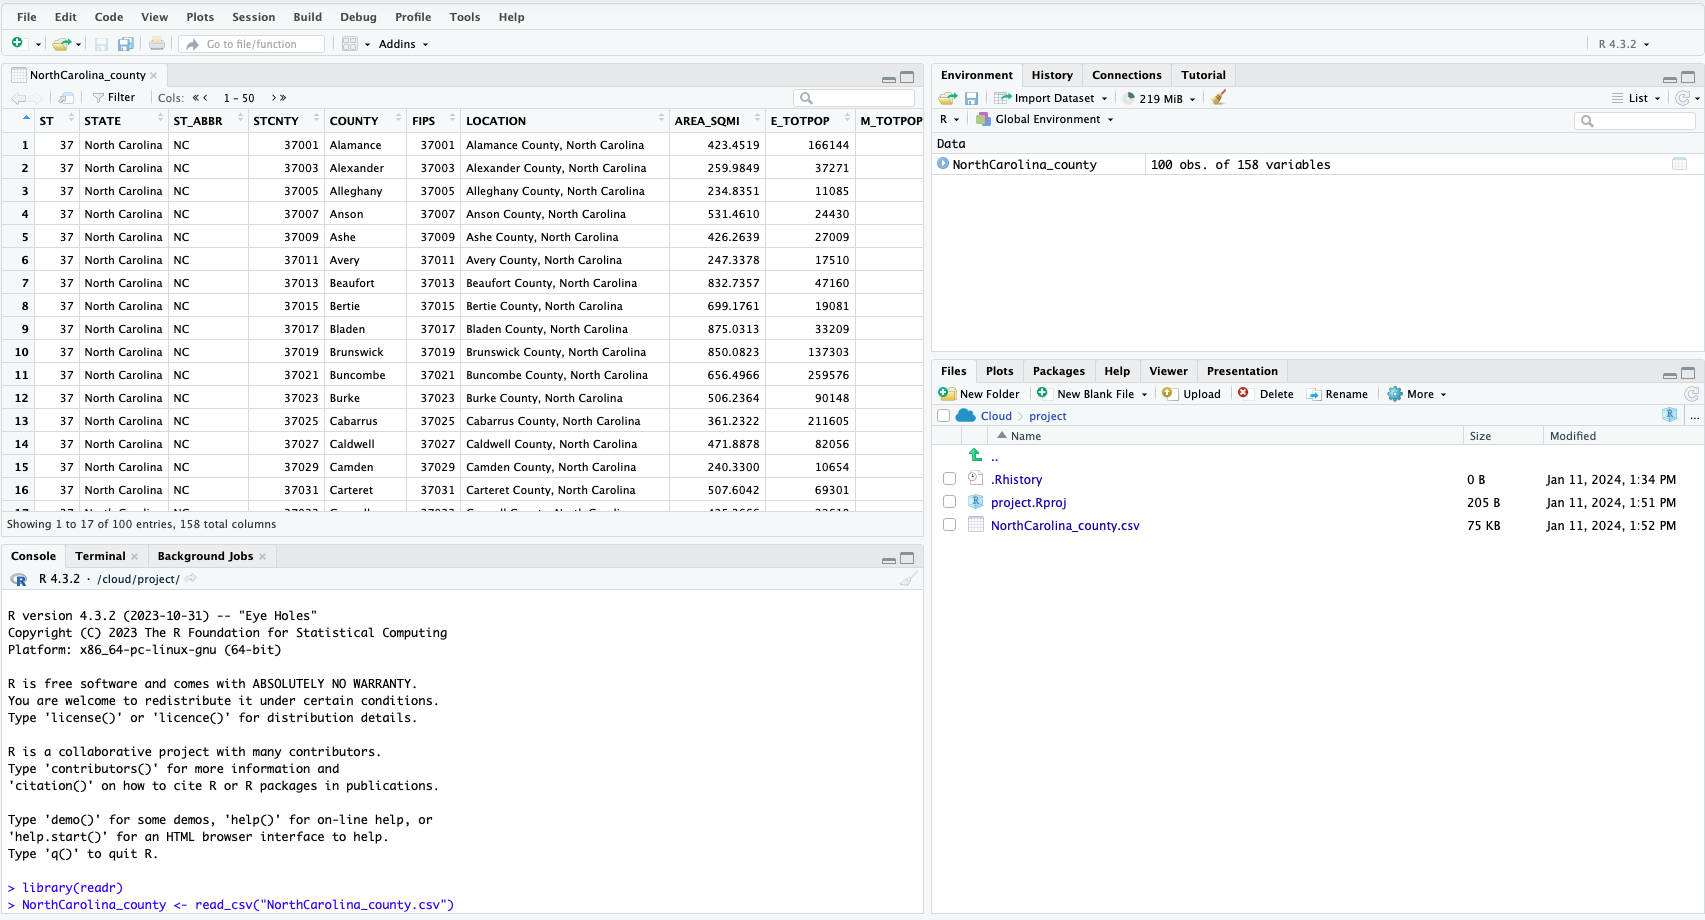 File Edit Code View Plots Session Build Debug Profile Tools Help
Go to file/function Addins R 4.3.2
NorthCarolina_county
Filter Cols: « < 1 - 50 > »
ST STATE ST_ABBR STCNTY COUNTY FIPS LOCATION AREA_SQMI E_TOTPOP M_TOTPOP
1 37 North Carolina NC 37001 Alamance 37001 Alamance County, North Carolina 423.4519 166144
2 37 North Carolina NC 37003 Alexander 37003 Alexander County, North Carolina 259.9849 37271
3 37 North Carolina NC 37005 Alleghany 37005 Alleghany County, North Carolina 234.8351 11085
4 37 North Carolina NC 37007 Anson 37007 Anson County, North Carolina 531.4610 24430
5 37 North Carolina NC 37009 Ashe 37009 Ashe County, North Carolina 426.2639 27009
6 37 North Carolina NC 37011 Avery 37011 Avery County, North Carolina 247.3378 17510
7 37 North Carolina NC 37013 Beaufort 37013 Beaufort County, North Carolina 832.7357 47160
8 37 North Carolina NC 37015 Bertie 37015 Bertie County, North Carolina 699.1761 19081
9 37 North Carolina NC 37017 Bladen 37017 Bladen County, North Carolina 875.0313 33209
10 37 North Carolina NC 37019 Brunswick 37019 Brunswick County, North Carolina 850.0823 137303
11 37 North Carolina NC 37021 Buncombe 37021 Buncombe County, North Carolina 656.4966 259576
12 37 North Carolina NC 37023 Burke 37023 Burke County, North Carolina 506.2364 90148
13 37 North Carolina NC 37025 Cabarrus 37025 Cabarrus County, North Carolina 361.2322 211605
14 37 North Carolina NC 37027 Caldwell 37027 Caldwell County, North Carolina 471.8878 82056
15 37 North Carolina NC 37029 Camden 37029 Camden County, North Carolina 240.3300 10654
16 37 North Carolina NC 37031 Carteret 37031 Carteret County, North Carolina 507.6042 69301
Showing 1 to 17 of 100 entries, 158 total columns
Console Terminal Background Jobs
R 4.3.2 · /cloud/project/
R version 4.3.2 (2023-10-31) -- "Eye Holes"
Copyright (C) 2023 The R Foundation for Statistical Computing
Platform: x86_64-pc-linux-gnu (64-bit)
R is free software and comes with ABSOLUTELY NO WARRANTY.
You are welcome to redistribute it under certain conditions.
Type 'license()' or 'licence()' for distribution details.
R is a collaborative project with many contributors.
Type 'contributors()' for more information and
'citation()' on how to cite R or R packages in publications.
Type 'demo()' for some demos, 'help()' for on-line help, or
'help.start()' for an HTML browser interface to help.
Type 'q()' to quit R.
> library(readr)
> NorthCarolina_county <- read_csv("NorthCarolina_county.csv")
Environment History Connections Tutorial
Import Dataset 219 MiB List
R Global Environment
Data
NorthCarolina_county 100 obs. of 158 variables
Files Plots Packages Help Viewer Presentation
New Folder New Blank File Upload Delete Rename More
Cloud project R ...
Name Size Modified
..
.Rhistory 0 B Jan 11, 2024, 1:34 PM
project.Rproj 205 B Jan 11, 2024, 1:51 PM
NorthCarolina_county.csv 75 KB Jan 11, 2024, 1:52 PM